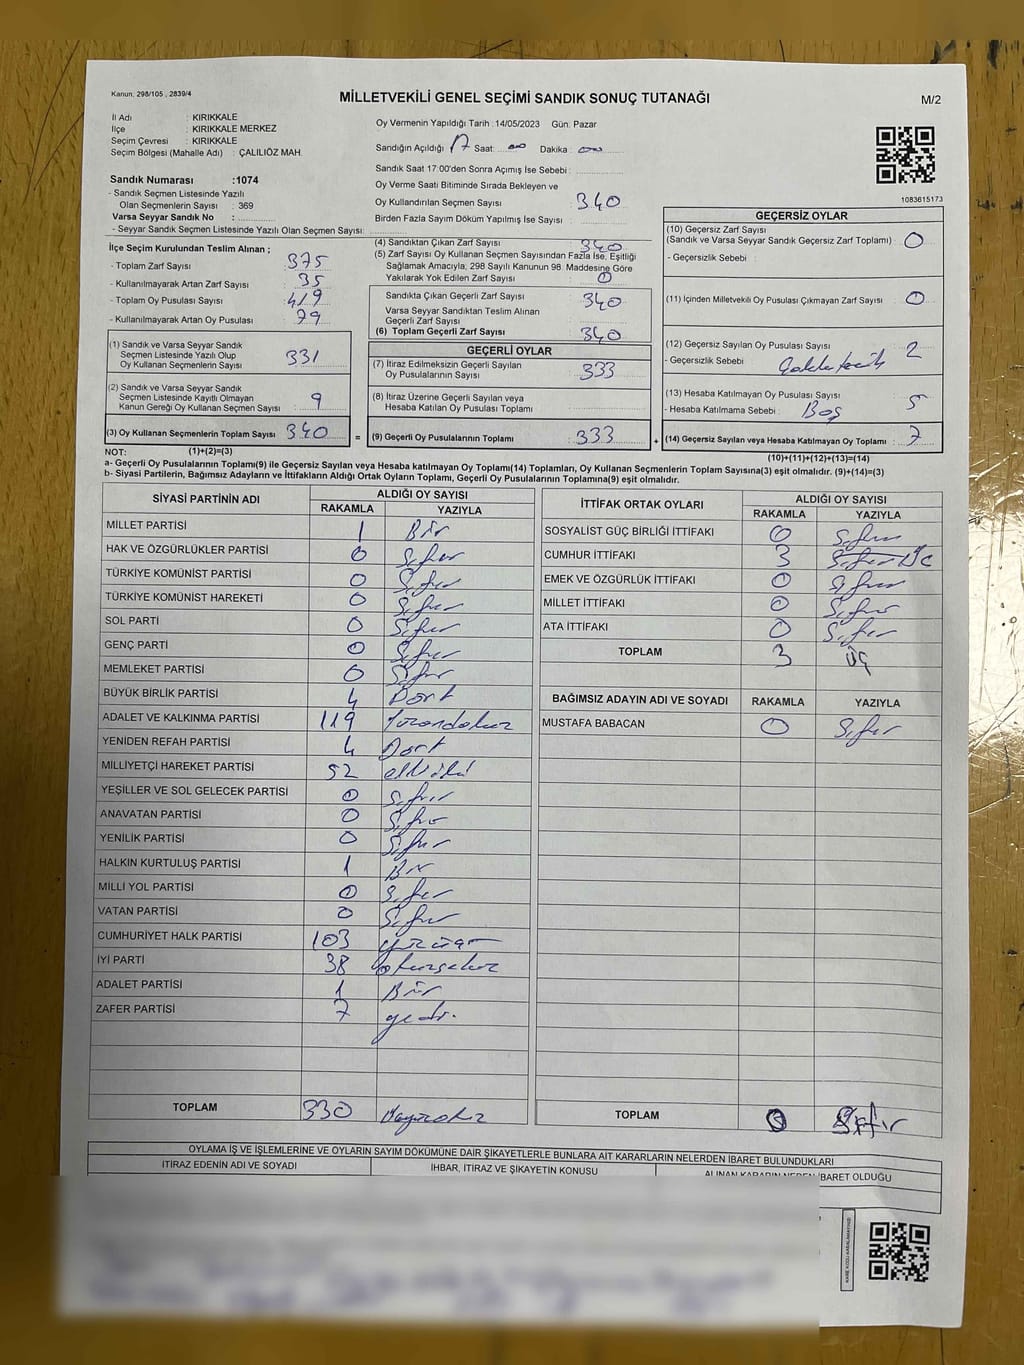 Kanun, 298/105 , 2839/4
MİLLETVEKİLİ GENEL SEÇİMİ SANDIK SONUÇ TUTANAĞI
M/2
İl Adı : KIRIKKALE
İlçe : KIRIKKALE MERKEZ
Seçim Çevresi : KIRIKKALE
Seçim Bölgesi (Mahalle Adı) : ÇALILIÖZ MAH.
Sandık Numarası :1074
- Sandık Seçmen Listesinde Yazılı
Olan Seçmenlerin Sayısı : 369
Varsa Seyyar Sandık No :
- Seyyar Sandık Seçmen Listesinde Yazılı Olan Seçmen Sayısı:
Oy Vermenin Yapıldığı Tarih :14/05/2023 Gün: Pazar
Sandığın Açıldığı 17 Saat: 00 Dakika : 00
Sandık Saat 17:00'den Sonra Açımış İse Sebebi :
Oy Verme Saati Bitiminde Sırada Bekleyen ve
Oy Kullandırılan Seçmen Sayısı : 340
Birden Fazla Sayım Döküm Yapılmış İse Sayısı :
1083615173
İlçe Seçim Kurulundan Teslim Alınan ;
- Toplam Zarf Sayısı : 375
- Kullanılmayarak Artan Zarf Sayısı : 35
- Toplam Oy Pusulası Sayısı : 419
- Kullanılmayarak Artan Oy Pusulası : 79
(1) Sandık ve Varsa Seyyar Sandık
Seçmen Listesinde Yazılı Olup
Oy Kullanan Seçmen Sayısı : 331
(2) Sandık ve Varsa Seyyar Sandık
Seçmen Listesinde Kayıtlı Olmayan
Kanun Gereği Oy Kullanan Seçmen Sayısı : 9
(3) Oy Kullanan Seçmenlerin Toplam Sayısı : 340
(4) Sandıktan Çıkan Zarf Sayısı : 340
(5) Zarf Sayısı Oy Kullanan Seçmen Sayısından Fazla İse, Eşitliği
Sağlamak Amacıyla, 298 Sayılı Kanunun 98. Maddesine Göre
Yakılarak Yok Edilen Zarf Sayısı : 0
Sandıkta Çıkan Geçerli Zarf Sayısı : 340
Varsa Seyyar Sandıktan Teslim Alınan
Geçerli Zarf Sayısı :
(6) Toplam Geçerli Zarf Sayısı : 340
GEÇERLİ OYLAR
(7) İtiraz Edilmeksizin Geçerli Sayılan
Oy Pusulalarının Sayısı : 333
(8) İtiraz Üzerine Geçerli Sayılan veya
Hesaba Katılan Oy Pusulası Toplamı :
= (9) Geçerli Oy Pusulalarının Toplamı : 333
GEÇERSİZ OYLAR
(10) Geçersiz Zarf Sayısı
(Sandık ve Varsa Seyyar Sandık Geçersiz Zarf Toplamı) : 0
- Geçersizlik Sebebi :
(11) İçinden Milletvekili Oy Pusulası Çıkmayan Zarf Sayısı : 0
(12) Geçersiz Sayılan Oy Pusulası Sayısı : 2
- Geçersizlik Sebebi :
(13) Hesaba Katılmayan Oy Pusulası Sayısı : 5
- Hesaba Katılmama Sebebi : Boş
+ (14) Geçersiz Sayılan veya Hesaba Katılmayan Oy Toplamı : 7
NOT: (1)+(2)=(3)
(10)+(11)+(12)+(13)=(14)
a- Geçerli Oy Pusulalarının Toplamı(9) ile Geçersiz Sayılan veya Hesaba katılmayan Oy Toplamı(14) Toplamları, Oy Kullanan Seçmenlerin Toplam Sayısına(3) eşit olmalıdır. (9)+(14)=(3)
b- Siyasi Partilerin, Bağımsız Adayların ve İttifakların Aldığı Ortak Oyların Toplamı, Geçerli Oy Pusulalarının Toplamına(9) eşit olmalıdır.
SİYASİ PARTİNİN ADI ALDIĞI OY SAYISI
RAKAMLA YAZIYLA
MİLLET PARTİSİ 1 Bir
HAK VE ÖZGÜRLÜKLER PARTİSİ 0 Sıfır
TÜRKİYE KOMÜNİST PARTİSİ 0 Sıfır
TÜRKİYE KOMÜNİST HAREKETİ 0 Sıfır
SOL PARTİ 0 Sıfır
GENÇ PARTİ 0 Sıfır
MEMLEKET PARTİSİ 0 Sıfır
BÜYÜK BİRLİK PARTİSİ 4 Dört
ADALET VE KALKINMA PARTİSİ 119 Yüzondokuz
YENİDEN REFAH PARTİSİ 4 Dört
MİLLİYETÇİ HAREKET PARTİSİ 52 elliiki
YEŞİLLER VE SOL GELECEK PARTİSİ 0 Sıfır
ANAVATAN PARTİSİ 0 Sıfır
YENİLİK PARTİSİ 0 Sıfır
HALKIN KURTULUŞ PARTİSİ 1 Bir
MİLLİ YOL PARTİSİ 0 Sıfır
VATAN PARTİSİ 0 Sıfır
CUMHURİYET HALK PARTİSİ 103 yüzüç
İYİ PARTİ 38 otuzsekiz
ADALET PARTİSİ 1 Bir
ZAFER PARTİSİ 7 yedi.
TOPLAM 330
İTTİFAK ORTAK OYLARI ALDIĞI OY SAYISI
RAKAMLA YAZIYLA
SOSYALİST GÜÇ BİRLİĞİ İTTİFAKI 0 Sıfır
CUMHUR İTTİFAKI 3 Sıfır Üç
EMEK VE ÖZGÜRLÜK İTTİFAKI 0 Sıfır
MİLLET İTTİFAKI 0 Sıfır
ATA İTTİFAKI 0 Sıfır
TOPLAM 3 Üç
BAĞIMSIZ ADAYIN ADI VE SOYADI RAKAMLA YAZIYLA
MUSTAFA BABACAN 0 Sıfır
TOPLAM 0 Sıfır
OYLAMA İŞ VE İŞLEMLERİNE VE OYLARIN SAYIM DÖKÜMÜNE DAİR ŞİKAYETLERLE BUNLARA AİT KARARLARIN NELERDEN İBARET BULUNDUKLARI
İTİRAZ EDENİN ADI VE SOYADI İHBAR, İTİRAZ VE ŞİKAYETİN KONUSU ALINAN KARARIN NEDEN İBARET OLDUĞU
KARE KODU KARALAMAYINIZ!